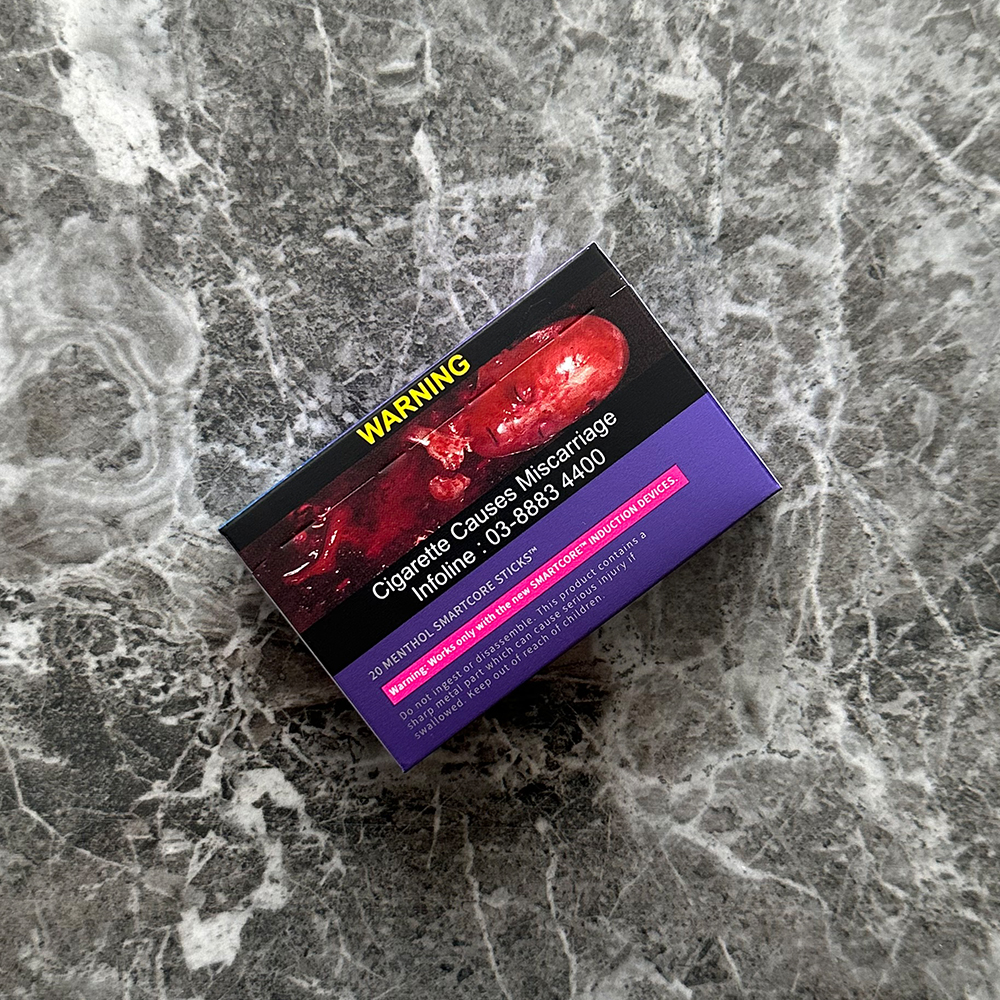 WARNING
Cigarette Causes Miscarriage
Infoline : 03-8883 4400
20 MENTHOL SMARTCORE STICKS™
Warning: Works only with the new SMARTCORE™ INDUCTION DEVICES.
Do not ingest or disassemble. This product contains a
sharp metal part which can cause serious injury if
swallowed. Keep out of reach of children.